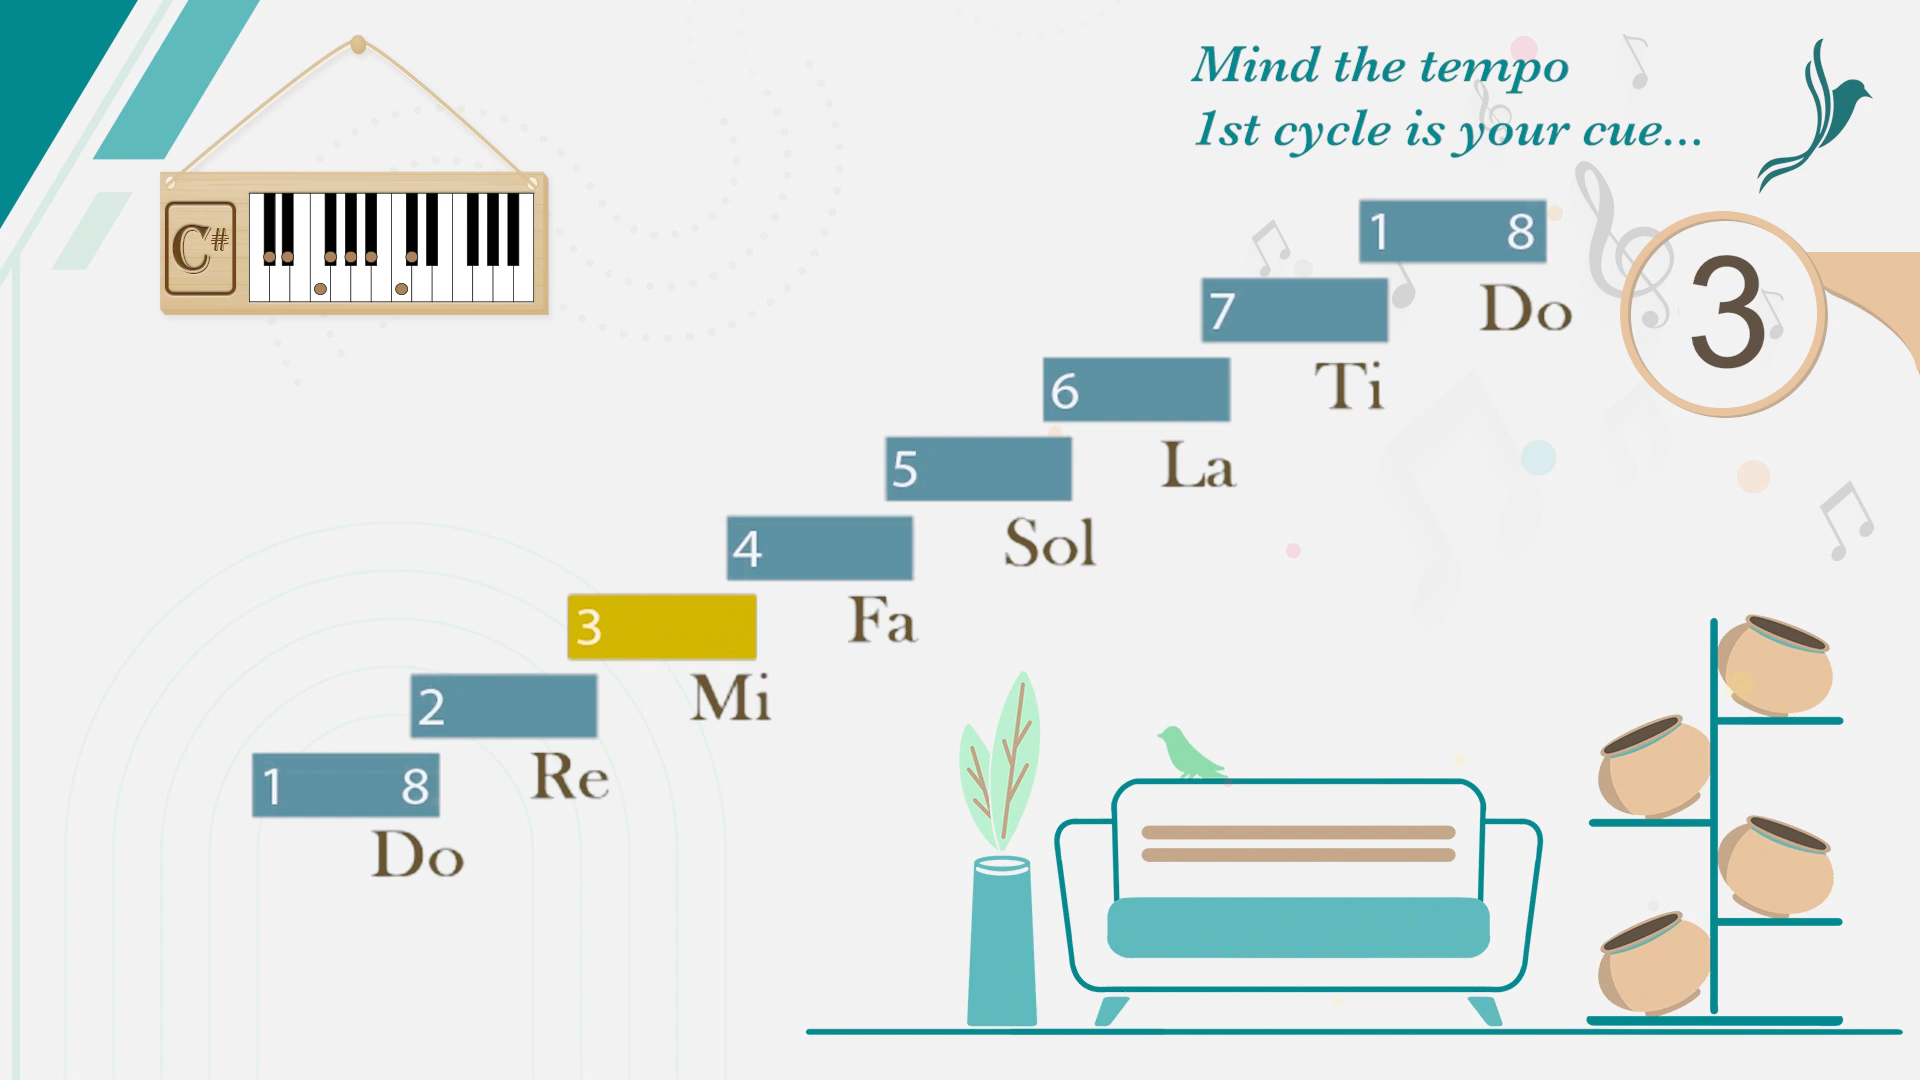 Mind the tempo
1st cycle is your cue...
C#
3
1 8
Do
7
Ti
6
La
5
Sol
4
Fa
3
Mi
2
Re
1 8
Do